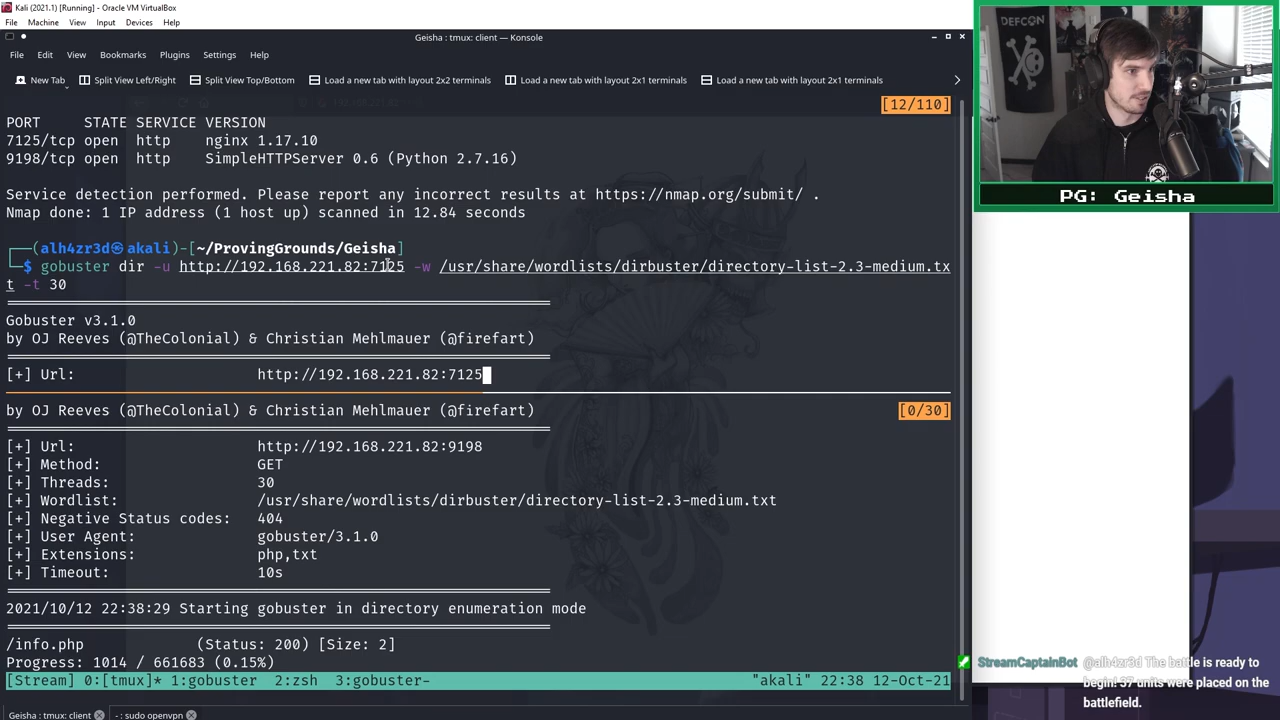 Kali (2021.1) [Running] - Oracle VM VirtualBox
File Machine View Input Devices Help
Geisha : tmux: client — Konsole
File Edit View Bookmarks Plugins Settings Help
New Tab Split View Left/Right Split View Top/Bottom Load a new tab with layout 2x2 terminals Load a new tab with layout 2x1 terminals Load a new tab with layout 2x1 terminals
[12/110]
PORT STATE SERVICE VERSION
7125/tcp open http nginx 1.17.10
9198/tcp open http SimpleHTTPServer 0.6 (Python 2.7.16)
Service detection performed. Please report any incorrect results at https://nmap.org/submit/ .
Nmap done: 1 IP address (1 host up) scanned in 12.84 seconds
┌──(alh4zr3d㉿akali)-[~/ProvingGrounds/Geisha]
└─$ gobuster dir -u http://192.168.221.82:7125 -w /usr/share/wordlists/dirbuster/directory-list-2.3-medium.tx
t -t 30
Gobuster v3.1.0
by OJ Reeves (@TheColonial) & Christian Mehlmauer (@firefart)
[+] Url: http://192.168.221.82:7125
by OJ Reeves (@TheColonial) & Christian Mehlmauer (@firefart)
[0/30]
[+] Url: http://192.168.221.82:9198
[+] Method: GET
[+] Threads: 30
[+] Wordlist: /usr/share/wordlists/dirbuster/directory-list-2.3-medium.txt
[+] Negative Status codes: 404
[+] User Agent: gobuster/3.1.0
[+] Extensions: php,txt
[+] Timeout: 10s
2021/10/12 22:38:29 Starting gobuster in directory enumeration mode
/info.php (Status: 200) [Size: 2]
Progress: 1014 / 661683 (0.15%)
[Stream] 0:[tmux]* 1:gobuster 2:zsh 3:gobuster- "akali" 22:38 12-Oct-21
Geisha: tmux: client - : sudo openvpn
DEFCON
PG: Geisha
StreamCaptainBot @alh4zr3d The battle is ready to
begin! 57 units were placed on the
battlefield.